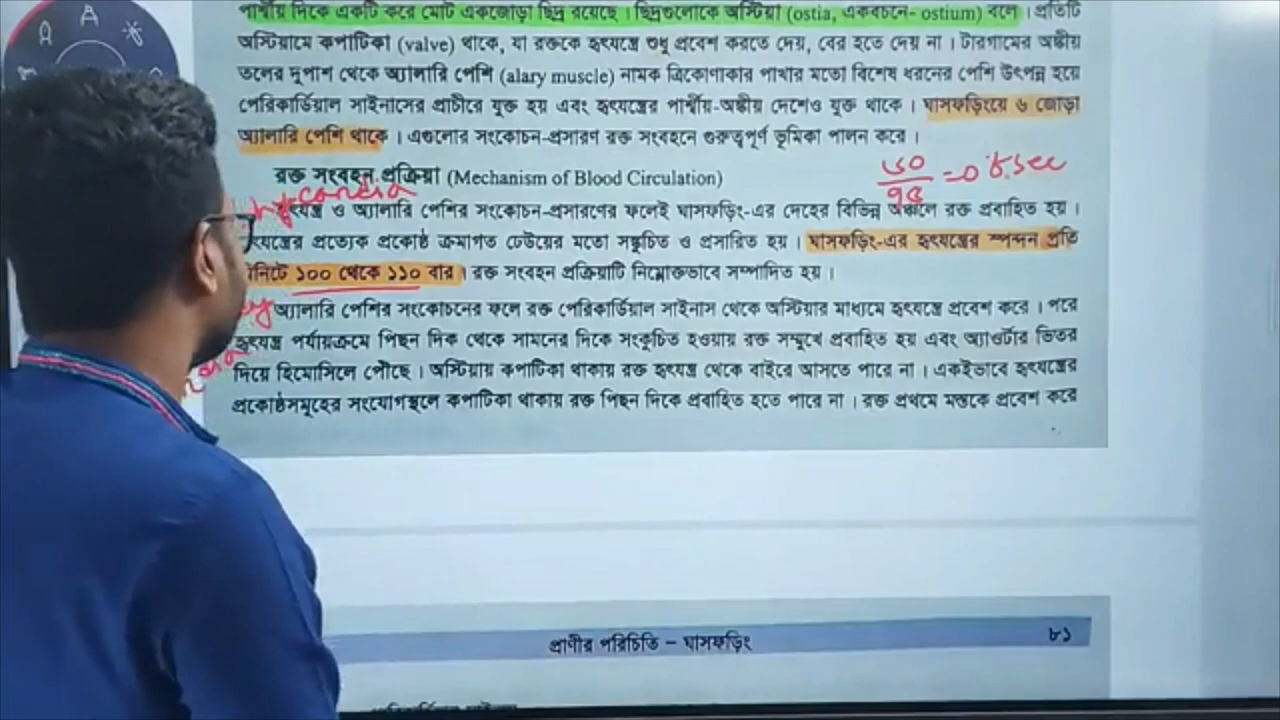 পার্শ্বীয় দিকে একটি করে মোট একজোড়া ছিদ্র রয়েছে । ছিদ্রগুলোকে অস্টিয়া (ostia, একবচনে- ostium) বলে । প্রতিটি
অস্টিয়ামে কপাটিকা (valve) থাকে, যা রক্তকে হৃৎযন্ত্রে শুধু প্রবেশ করতে দেয়, বের হতে দেয় না । টারগামের অঙ্কীয়
তলের দুপাশ থেকে অ্যালারি পেশি (alary muscle) নামক ত্রিকোণাকার পাখার মতো বিশেষ ধরনের পেশি উৎপন্ন হয়ে
পেরিকার্ডিয়াল সাইনাসের প্রাচীরে যুক্ত হয় এবং হৃৎযন্ত্রের পার্শ্বীয়-অঙ্কীয় দেশেও যুক্ত থাকে । ঘাসফড়িংয়ে ৬ জোড়া
অ্যালারি পেশি থাকে । এগুলোর সংকোচন-প্রসারণ রক্ত সংবহনে গুরুত্বপূর্ণ ভূমিকা পালন করে ।
রক্ত সংবহন প্রক্রিয়া (Mechanism of Blood Circulation)
৬০
৭৫ =0.8 sec
cardia
ৎযন্ত্র ও অ্যালারি পেশির সংকোচন-প্রসারণের ফলেই ঘাসফড়িং-এর দেহের বিভিন্ন অঞ্চলে রক্ত প্রবাহিত হয় ।
ৎযন্ত্রের প্রত্যেক প্রকোষ্ঠ ক্রমাগত ঢেউয়ের মতো সঙ্কুচিত ও প্রসারিত হয় । ঘাসফড়িং-এর হৃৎযন্ত্রের স্পন্দন প্রতি
নিটে ১০০ থেকে ১১০ বার । রক্ত সংবহন প্রক্রিয়াটি নিম্নোক্তভাবে সম্পাদিত হয় ।
অ্যালারি পেশির সংকোচনের ফলে রক্ত পেরিকার্ডিয়াল সাইনাস থেকে অস্টিয়ার মাধ্যমে হৃৎযন্ত্রে প্রবেশ করে । পরে
হৃৎযন্ত্র পর্যায়ক্রমে পিছন দিক থেকে সামনের দিকে সংকুচিত হওয়ায় রক্ত সম্মুখে প্রবাহিত হয় এবং অ্যাওর্টার ভিতর
দিয়ে হিমোসিলে পৌছে । অস্টিয়ায় কপাটিকা থাকায় রক্ত হৃৎযন্ত্র থেকে বাইরে আসতে পারে না । একইভাবে হৃৎযন্ত্রের
প্রকোষ্ঠসমূহের সংযোগস্থলে কপাটিকা থাকায় রক্ত পিছন দিকে প্রবাহিত হতে পারে না । রক্ত প্রথমে মস্তকে প্রবেশ করে
প্রাণীর পরিচিতি – ঘাসফড়িং ৮১